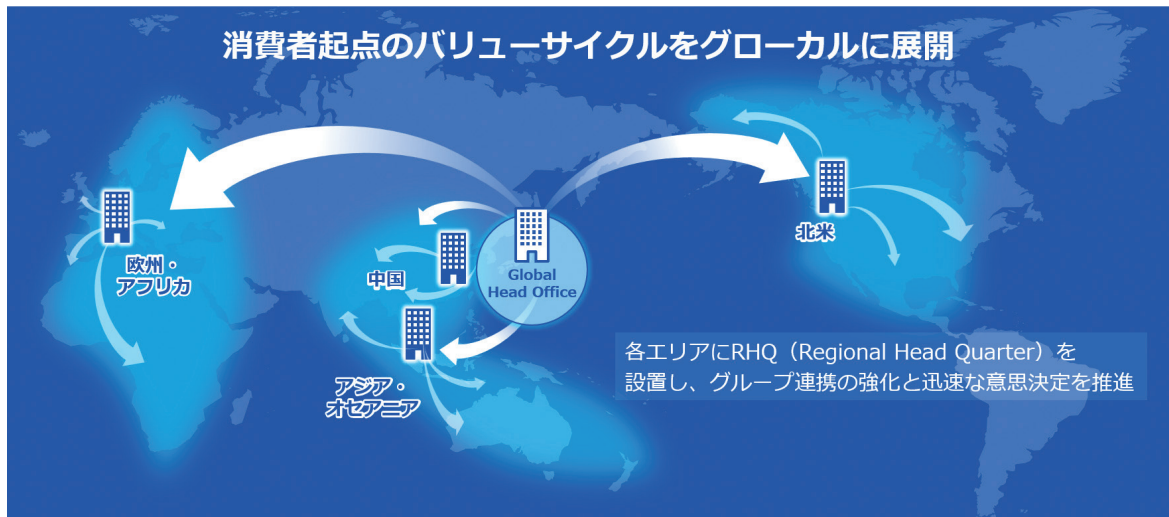 消費者起点のバリューサイクルをグローカルに展開
欧州・
アフリカ
中国
Global
Head Office
アジア・
オセアニア
北米
各エリアにRHQ（Regional Head Quarter）を
設置し、グループ連携の強化と迅速な意思決定を推進